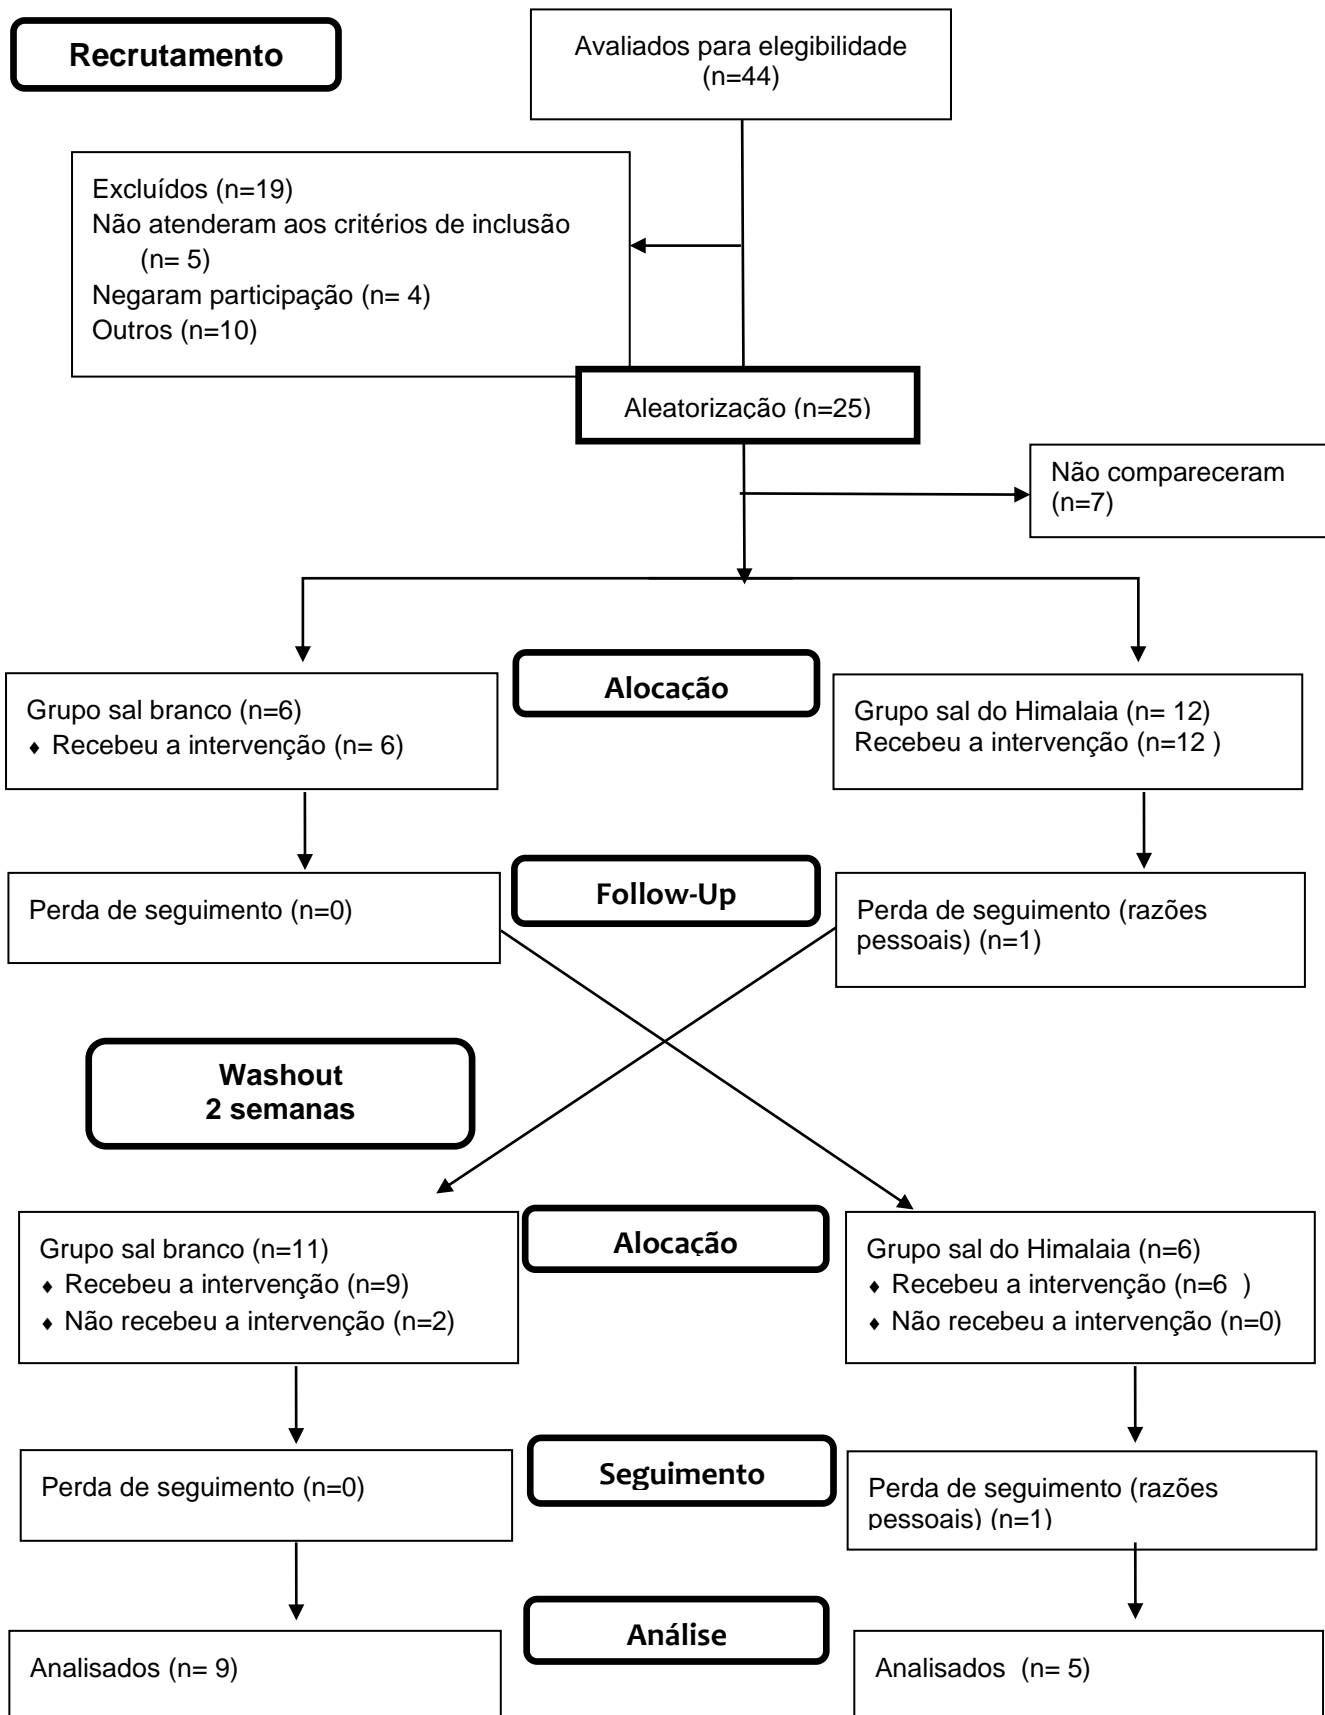 Recrutamento
Avaliados para elegibilidade
(n=44)
Excluídos (n=19)
Não atenderam aos critérios de inclusão
(n= 5)
Negaram participação (n= 4)
Outros (n=10)
Aleatorização (n=25)
Não compareceram
(n=7)
Alocação
Grupo sal branco (n=6)
♦ Recebeu a intervenção (n= 6)
Grupo sal do Himalaia (n= 12)
Recebeu a intervenção (n=12 )
Follow-Up
Perda de seguimento (n=0)
Perda de seguimento (razões
pessoais) (n=1)
Washout
2 semanas
Alocação
Grupo sal branco (n=11)
♦ Recebeu a intervenção (n=9)
♦ Não recebeu a intervenção (n=2)
Grupo sal do Himalaia (n=6)
♦ Recebeu a intervenção (n=6 )
♦ Não recebeu a intervenção (n=0)
Seguimento
Perda de seguimento (n=0)
Perda de seguimento (razões
pessoais) (n=1)
Análise
Analisados (n= 9)
Analisados (n= 5)